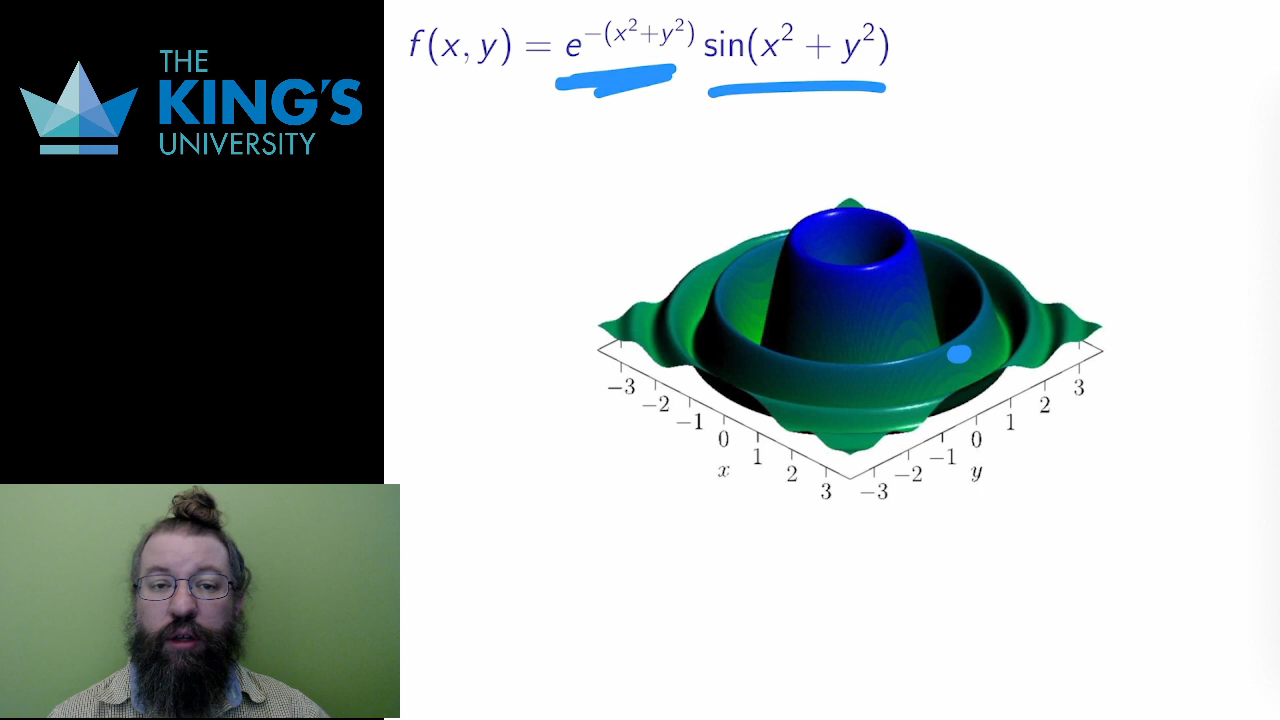 THE
KING'S
UNIVERSITY
f(x, y) = e^{−(x²+y²)} sin(x² + y²)
−3 −2 −1 0 1 2 3
x
−3 −2 −1 0 1 2 3
y